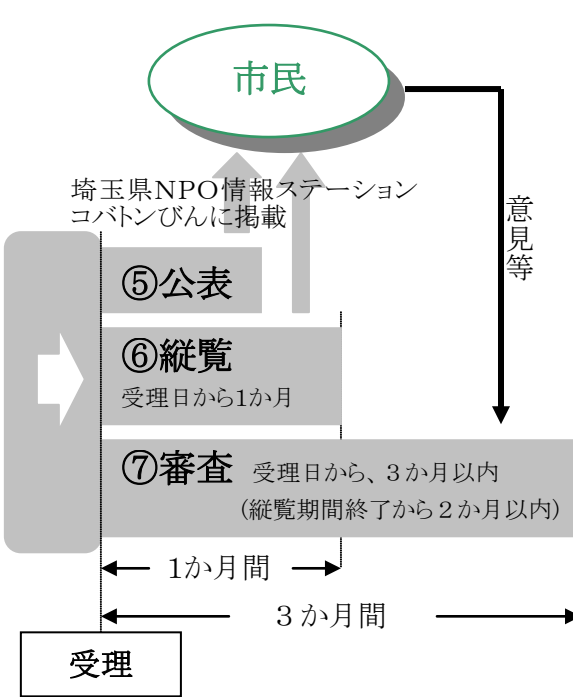 市民
埼玉県NPO情報ステーション
コバトンびんに掲載
意見等
⑤公表
⑥縦覧
受理日から1か月
⑦審査 受理日から、３か月以内
(縦覧期間終了から２か月以内)
1か月間
３か月間
受理